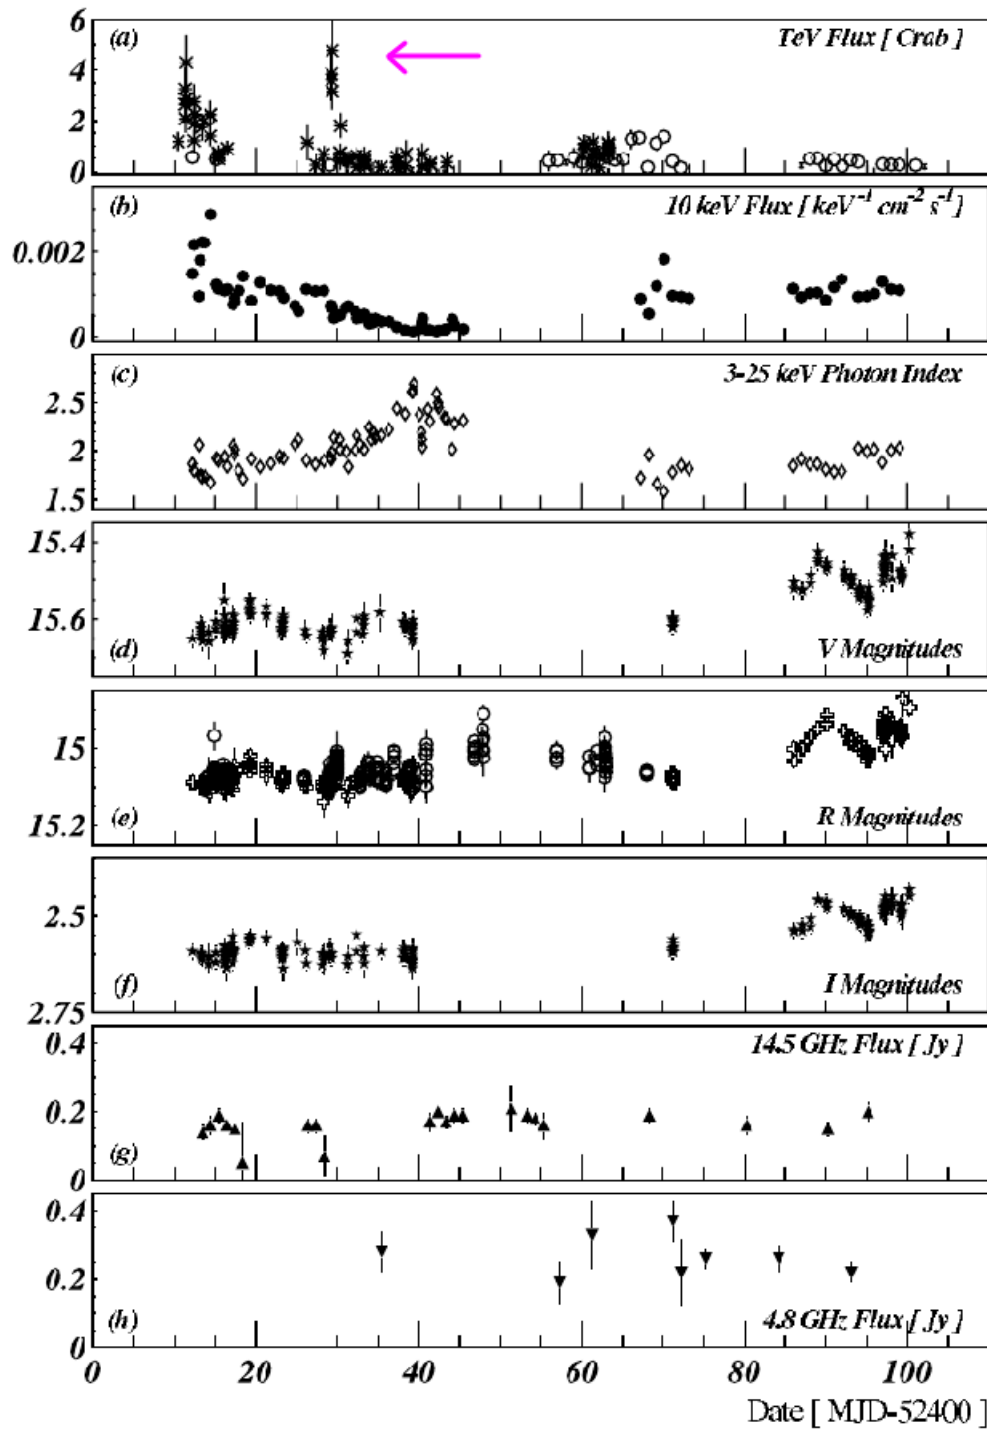 6
(a)
TeV Flux [ Crab ]
4
2
0
(b)
10 keV Flux [ keV⁻¹ cm⁻² s⁻¹ ]
0.002
0
(c)
3-25 keV Photon Index
2.5
2
1.5
15.4
15.6
(d)
V Magnitudes
15
15.2
(e)
R Magnitudes
2.5
(f)
I Magnitudes
2.75
0.4
14.5 GHz Flux [ Jy ]
0.2
(g)
0
0.4
0.2
(h)
4.8 GHz Flux [ Jy ]
0
0 20 40 60 80 100
Date [ MJD-52400 ]